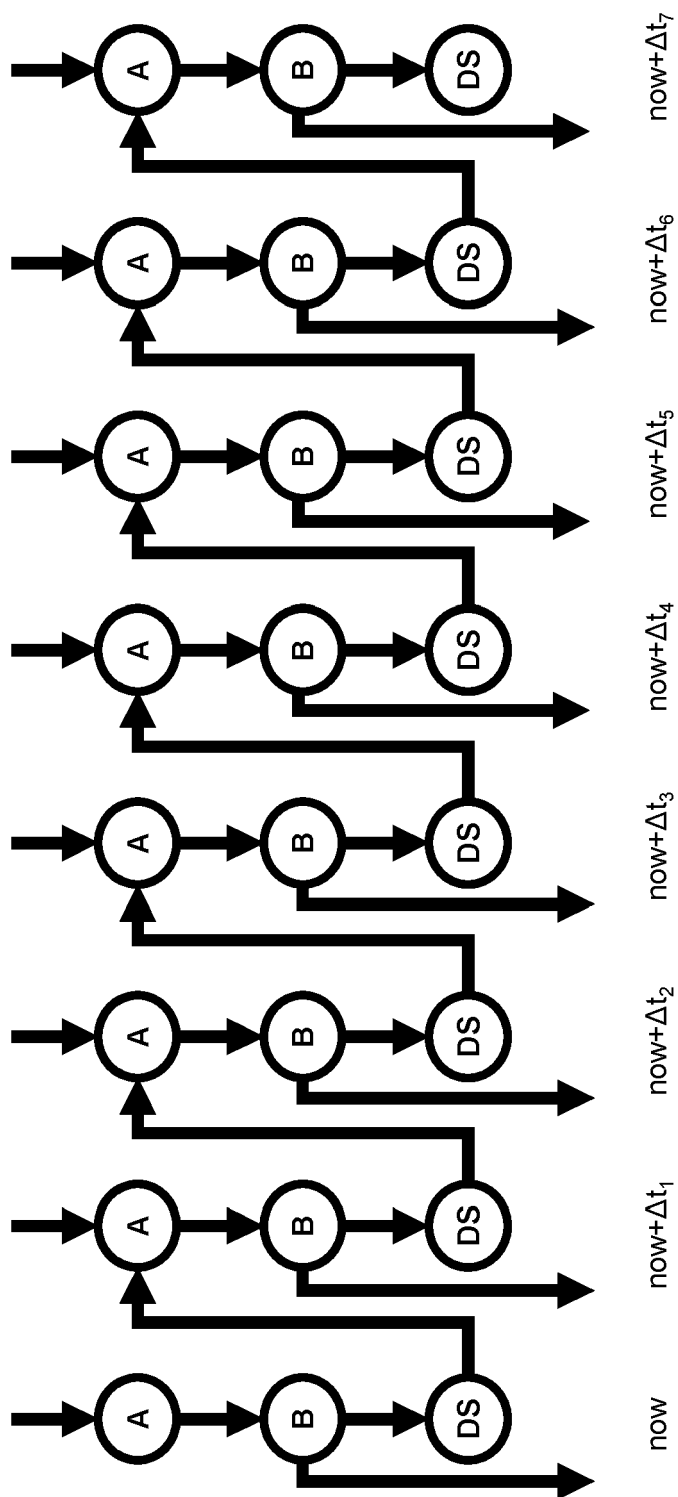 A A A A A A A A
B B B B B B B B
DS DS DS DS DS DS DS DS
now now+Δt₁ now+Δt₂ now+Δt₃ now+Δt₄ now+Δt₅ now+Δt₆ now+Δt₇